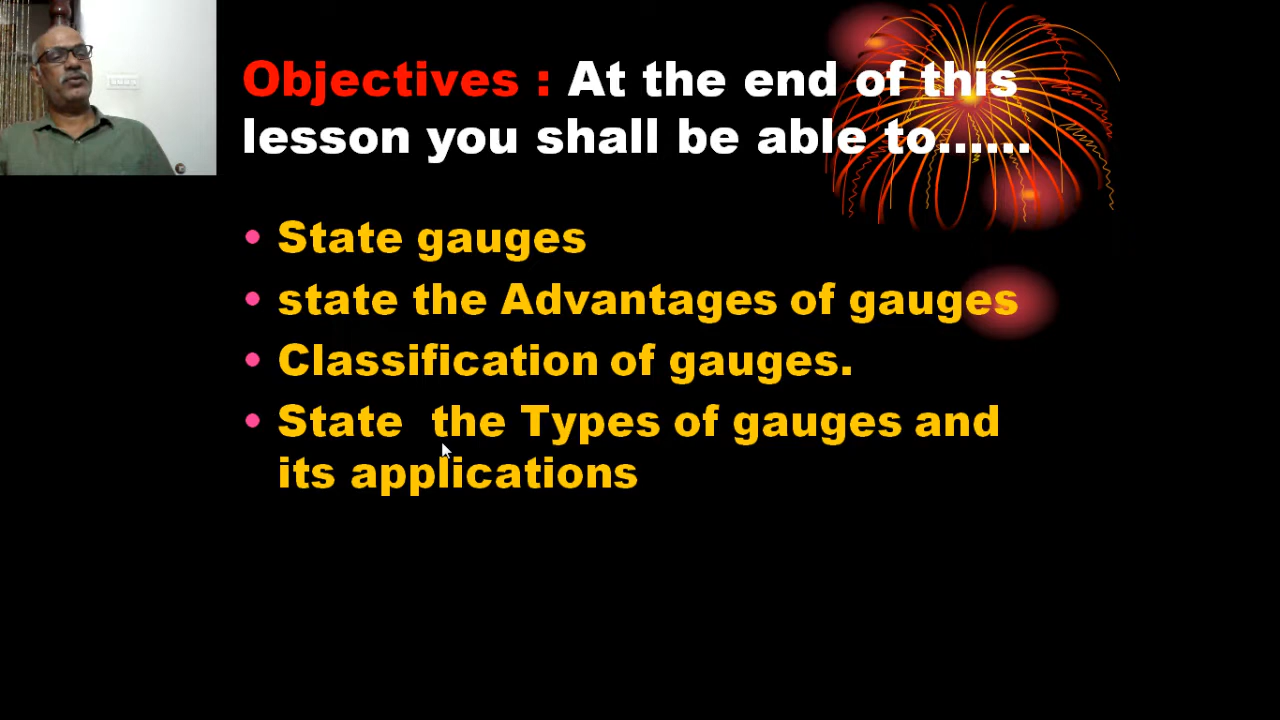 Objectives : At the end of this
lesson you shall be able to......
• State gauges
• state the Advantages of gauges
• Classification of gauges.
• State the Types of gauges and
its applications